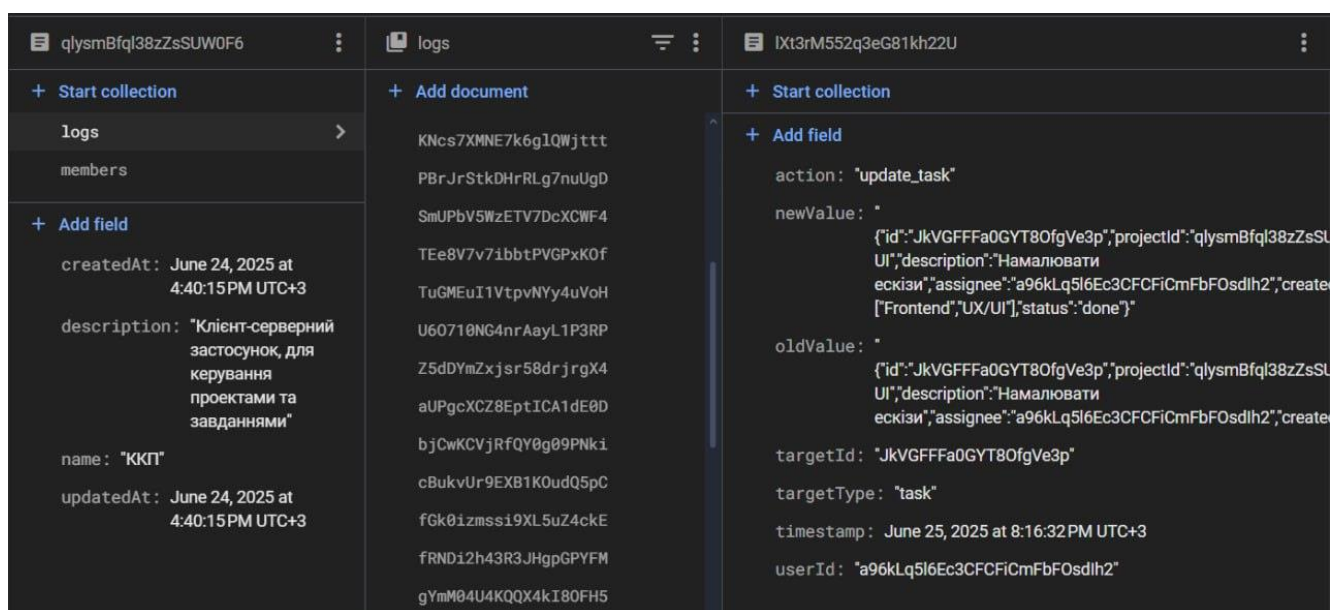 qlysmBfql38zZsSUW0F6
+ Start collection
logs
members
+ Add field
createdAt: June 24, 2025 at
4:40:15 PM UTC+3
description: "Клієнт-серверний
застосунок, для
керування
проектами та
завданнями"
name: "ККП"
updatedAt: June 24, 2025 at
4:40:15 PM UTC+3
logs
+ Add document
KNcs7XMNE7k6glQWjttt
PBrJrStkDHrRLg7nuUgD
SmUPbV5WzETV7DcXCWF4
TEe8V7v7ibbtPVGPxKOf
TuGMEuI1VtpvNYy4uVoH
U6O710NG4nrAayL1P3RP
Z5dDYmZxjsr58drjrgX4
aUPgcXCZ8EptICA1dE0D
bjCwKCVjRfQY0g09PNki
cBukvUr9EXB1KOudQ5pC
fGk0izmssi9XL5uZ4ckE
fRNDi2h43R3JHgpGPYFM
gYmM04U4KQQX4kI8OFH5
lXt3rM552q3eG81kh22U
+ Start collection
+ Add field
action: "update_task"
newValue: "
{"id":"JkVGFFFa0GYT8OfgVe3p","projectId":"qlysmBfql38zZsSU
UI","description":"Намалювати
ескізи","assignee":"a96kLq5l6Ec3CFCFiCmFbFOsdIh2","create
["Frontend","UX/UI"],"status":"done"}"
oldValue: "
{"id":"JkVGFFFa0GYT8OfgVe3p","projectId":"qlysmBfql38zZsSU
UI","description":"Намалювати
ескізи","assignee":"a96kLq5l6Ec3CFCFiCmFbFOsdIh2","create
targetId: "JkVGFFFa0GYT8OfgVe3p"
targetType: "task"
timestamp: June 25, 2025 at 8:16:32 PM UTC+3
userId: "a96kLq5l6Ec3CFCFiCmFbFOsdIh2"